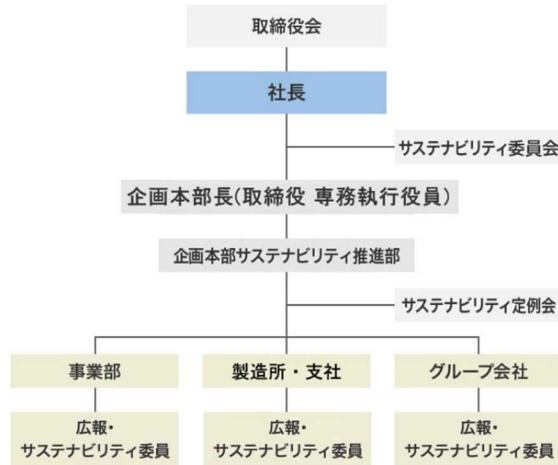 取締役会
社長
サステナビリティ委員会
企画本部長(取締役 専務執行役員)
企画本部サステナビリティ推進部
サステナビリティ定例会
事業部
製造所・支社
グループ会社
広報・
サステナビリティ委員
広報・
サステナビリティ委員
広報・
サステナビリティ委員